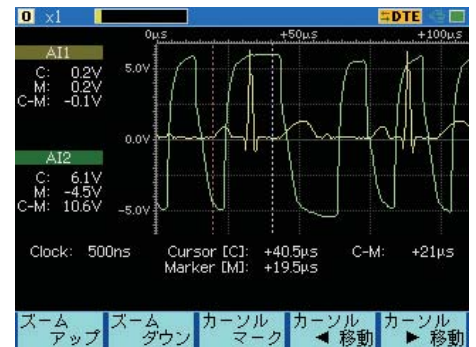 0 x1 DTE
0μs +50μs +100μs
AI1
C: 0.2V
M: 0.2V
C-M: -0.1V
5.0V
0.0V
AI2
C: 6.1V
M: -4.5V
C-M: 10.6V
-5.0V
Clock: 500ns Cursor [C]: +40.5μs C-M: +21μs
Marker [M]: +19.5μs
ズーム アップ
ズーム ダウン
カーソル マーク
カーソル ◀ 移動
カーソル ▶ 移動